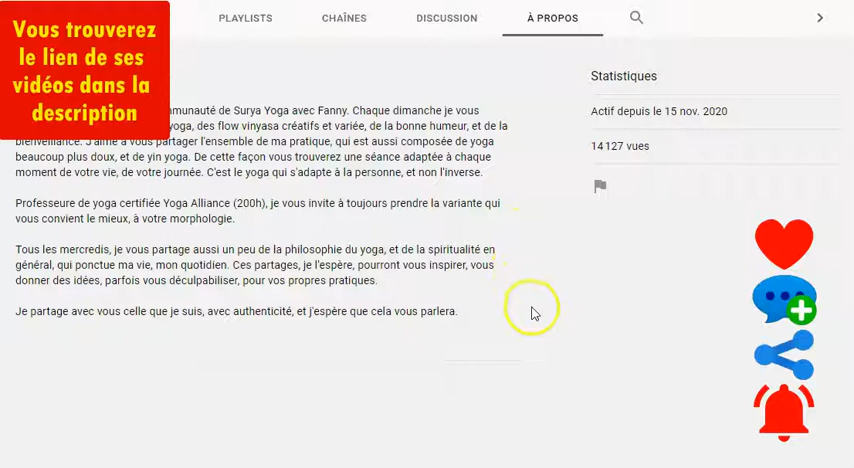 Vous trouverez
le lien de ses
vidéos dans la
description
PLAYLISTS CHAÎNES DISCUSSION À PROPOS
de Surya Yoga avec Fanny. Chaque dimanche je vous
yoga, des flow vinyasa créatifs et variée, de la bonne humeur, et de la
bienveillance. J'aime à vous partager l'ensemble de ma pratique, qui est aussi composée de yoga
beaucoup plus doux, et de yin yoga. De cette façon vous trouverez une séance adaptée à chaque
moment de votre vie, de votre journée. C'est le yoga qui s'adapte à la personne, et non l'inverse.
Professeure de yoga certifiée Yoga Alliance (200h), je vous invite à toujours prendre la variante qui
vous convient le mieux, à votre morphologie.
Tous les mercredis, je vous partage aussi un peu de la philosophie du yoga, et de la spiritualité en
général, qui ponctue ma vie, mon quotidien. Ces partages, je l'espère, pourront vous inspirer, vous
donner des idées, parfois vous déculpabiliser, pour vos propres pratiques.
Je partage avec vous celle que je suis, avec authenticité, et j'espère que cela vous parlera.
Statistiques
Actif depuis le 15 nov. 2020
14 127 vues